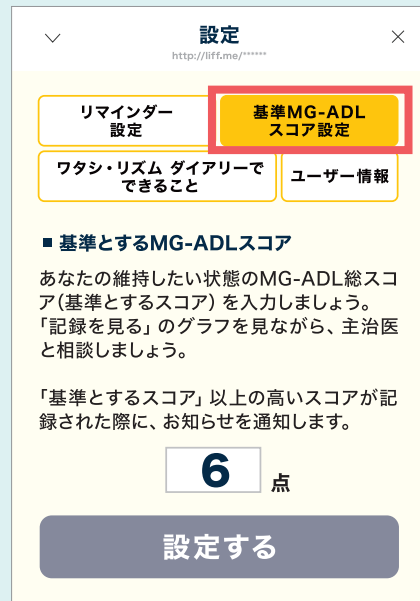 設定
http://liff.me/******
リマインダー
設定
基準MG-ADL
スコア設定
ワタシ・リズム ダイアリーで
できること
ユーザー情報
■ 基準とするMG-ADLスコア
あなたの維持したい状態のMG-ADL総スコ
ア(基準とするスコア)を入力しましょう。
「記録を見る」のグラフを見ながら、主治医
と相談しましょう。
「基準とするスコア」以上の高いスコアが記
録された際に、お知らせを通知します。
6 点
設定する